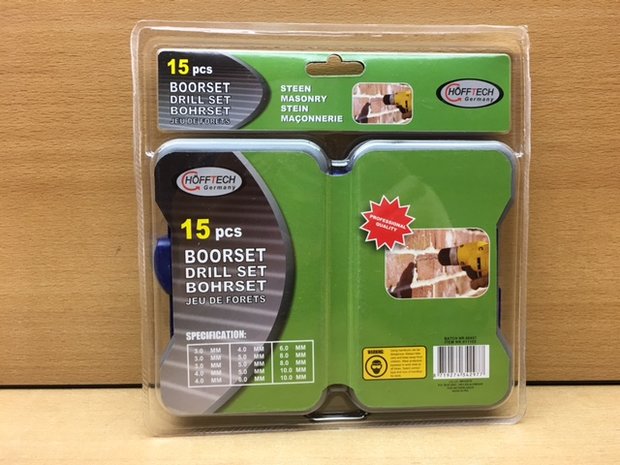 15 pcs
BOORSET
DRILL SET
BOHRSET
JEU DE FORETS
STEEN
MASONRY
STEIN
MAÇONNERIE
HÖFFTECH
Germany
HÖFFTECH
Germany
15 pcs
BOORSET
DRILL SET
BOHRSET
JEU DE FORETS
SPECIFICATION:
3.0 MM 4.0 MM 6.0 MM
3.0 MM 5.0 MM 8.0 MM
3.0 MM 5.0 MM 8.0 MM
4.0 MM 5.0 MM 10.0 MM
4.0 MM 6.0 MM 10.0 MM
PROFESSIONAL
QUALITY
WARNING